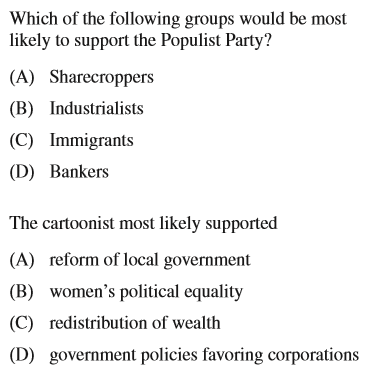 Which of the following groups would be most
likely to support the Populist Party?
(A) Sharecroppers
(B) Industrialists
(C) Immigrants
(D) Bankers
The cartoonist most likely supported
(A) reform of local government
(B) women’s political equality
(C) redistribution of wealth
(D) government policies favoring corporations